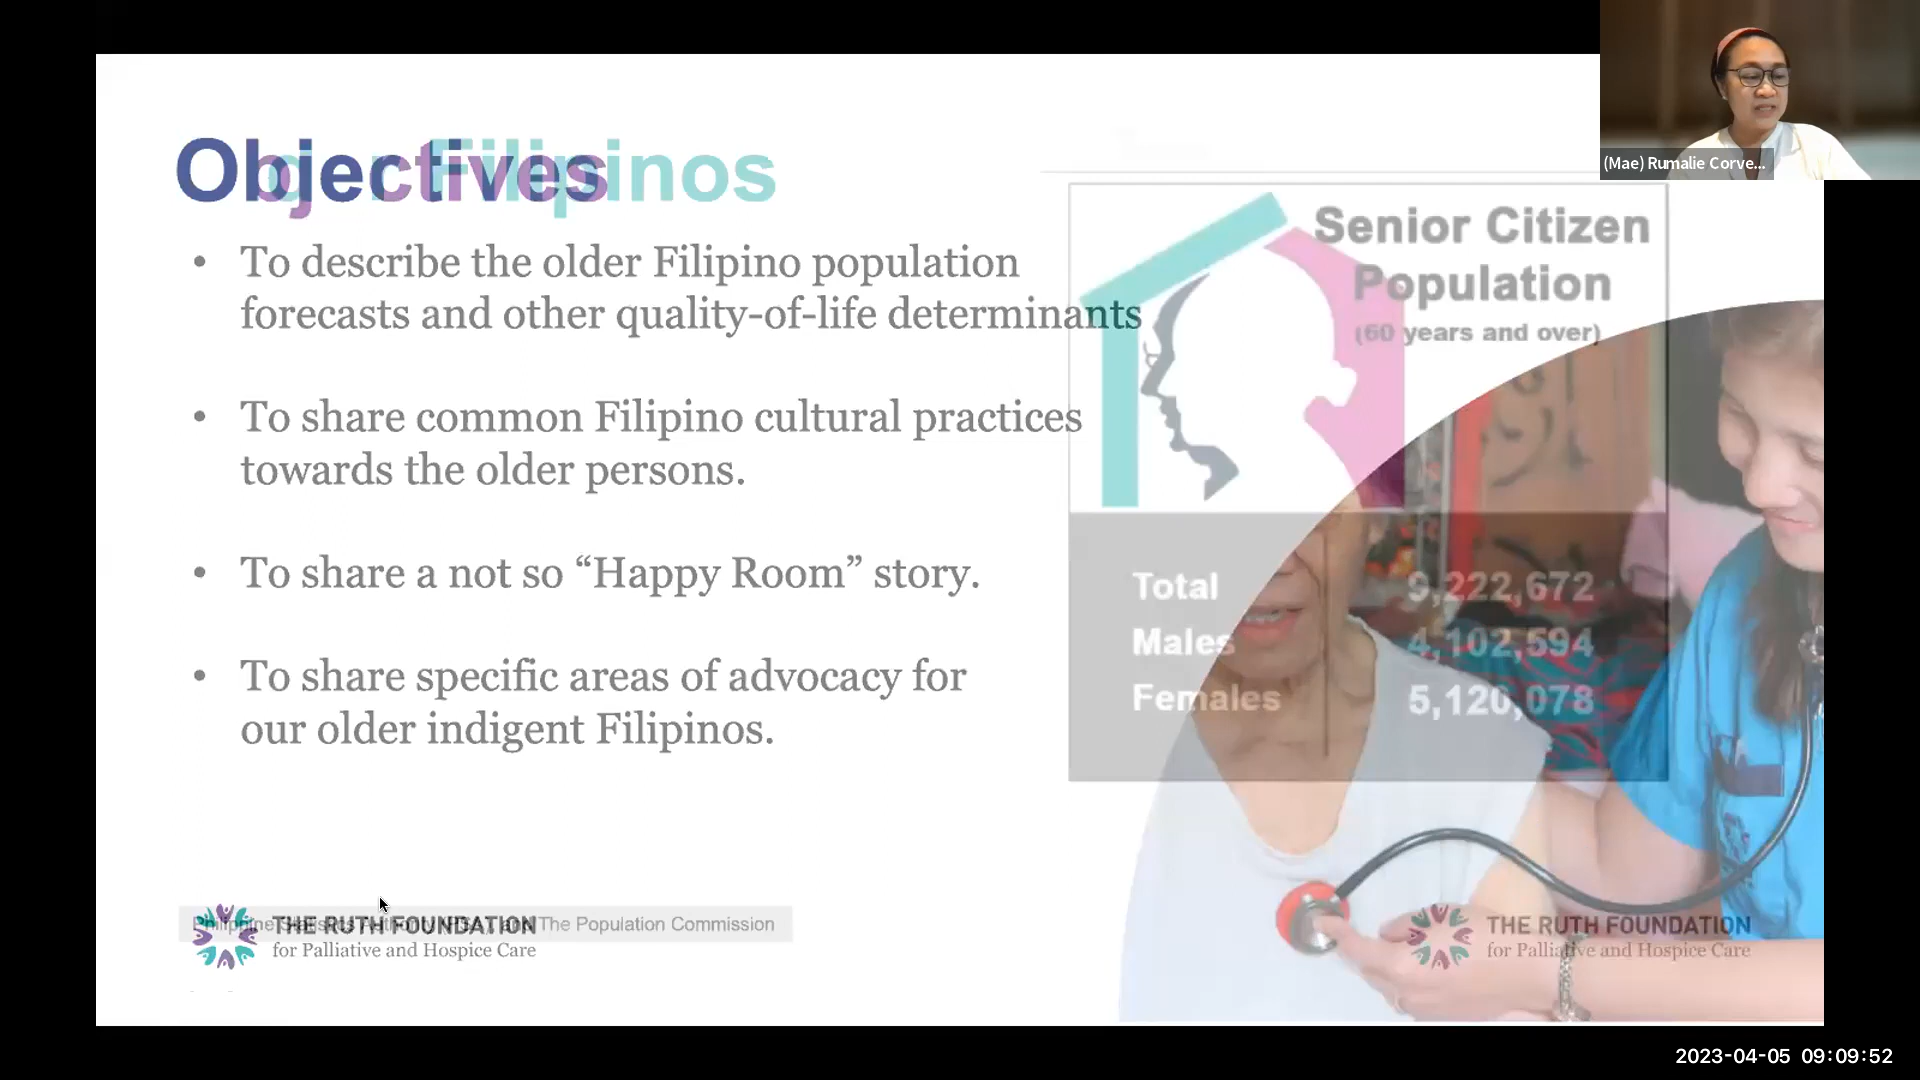 (Mae) Rumalie Corve...
Objectives
Filipinos
• To describe the older Filipino population
forecasts and other quality-of-life determinants
• To share common Filipino cultural practices
towards the older persons.
• To share a not so “Happy Room” story.
• To share specific areas of advocacy for
our older indigent Filipinos.
Senior Citizen
Population
(60 years and over)
Total 9,222,672
Males 4,102,594
Females 5,120,078
Philippine Statistics Authority and The Population Commission
THE RUTH FOUNDATION
for Palliative and Hospice Care
THE RUTH FOUNDATION
for Palliative and Hospice Care
2023-04-05 09:09:52